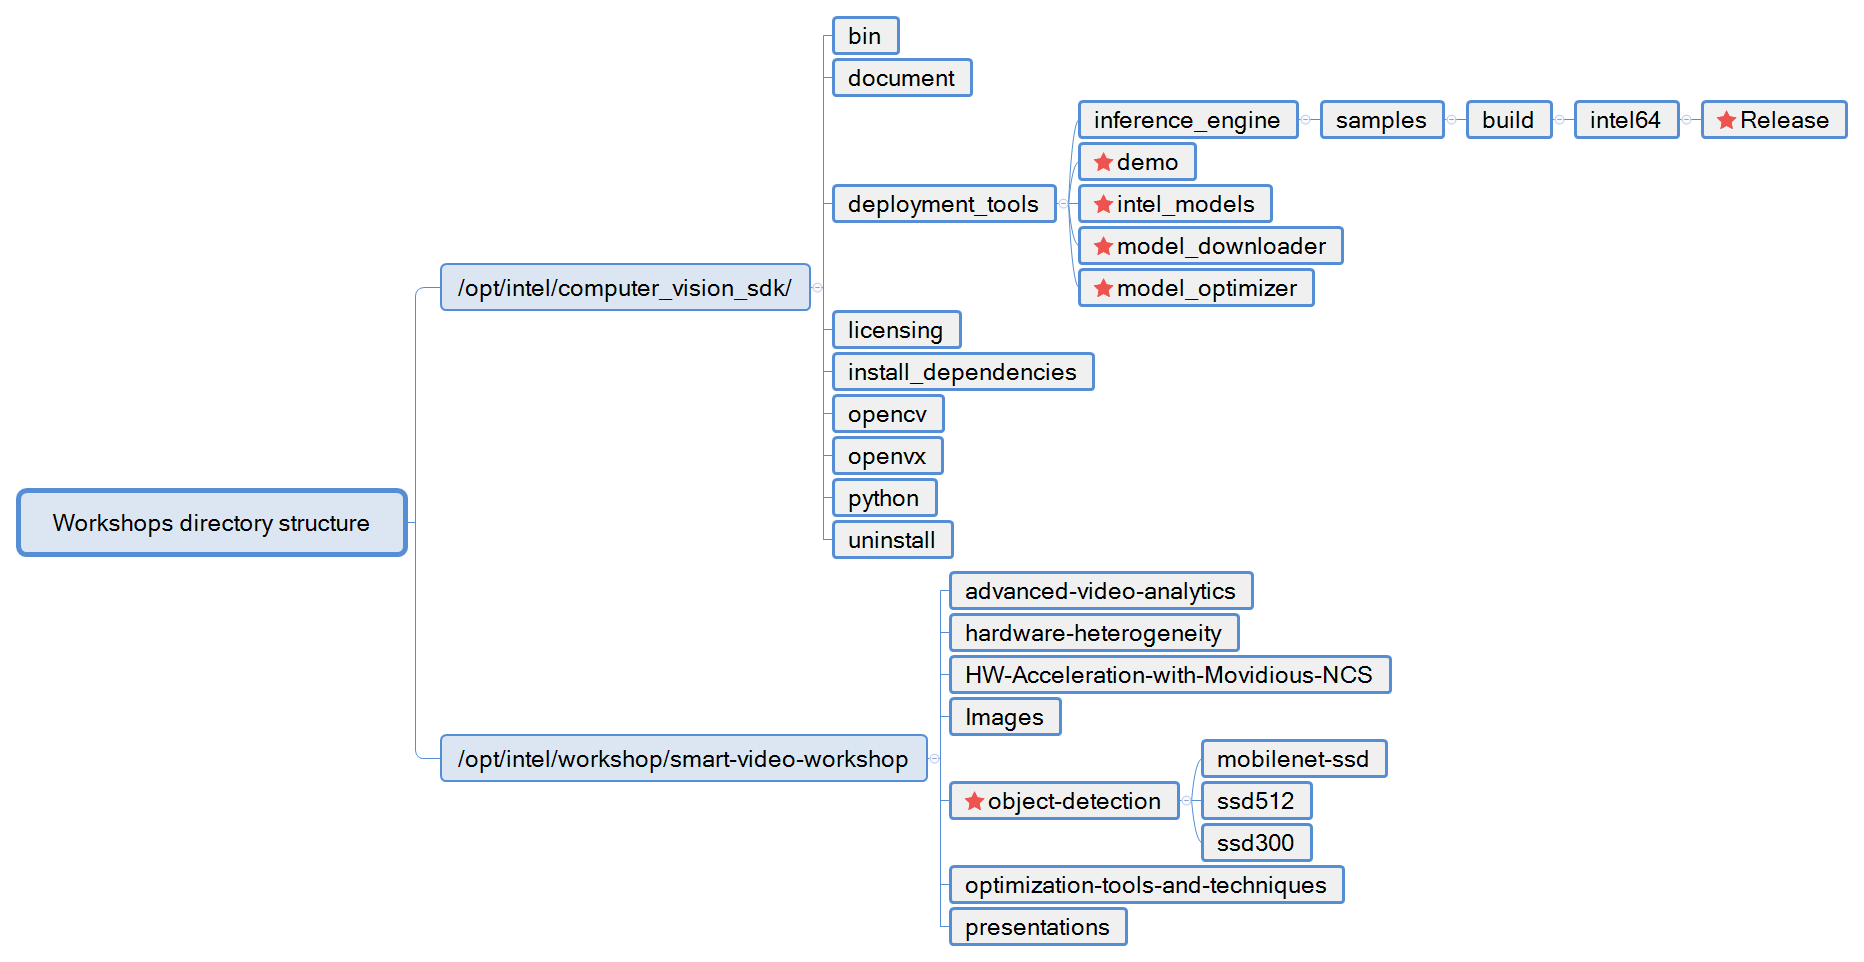 Workshops directory structure
/opt/intel/computer_vision_sdk/
bin
document
deployment_tools
inference_engine
samples
build
intel64
Release
demo
intel_models
model_downloader
model_optimizer
licensing
install_dependencies
opencv
openvx
python
uninstall
/opt/intel/workshop/smart-video-workshop
advanced-video-analytics
hardware-heterogeneity
HW-Acceleration-with-Movidious-NCS
Images
object-detection
mobilenet-ssd
ssd512
ssd300
optimization-tools-and-techniques
presentations